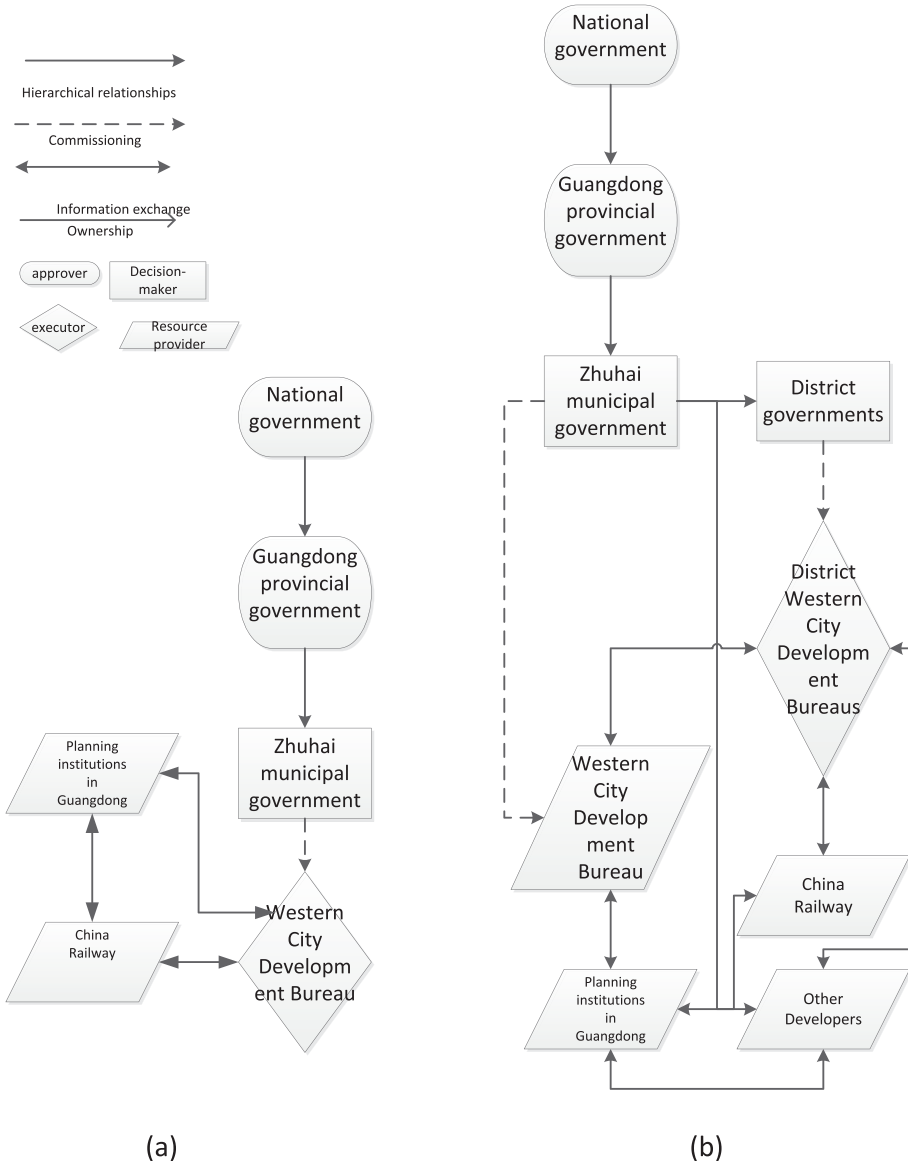 Hierarchical relationships
Commissioning
Information exchange
Ownership
approver
Decision-
maker
executor
Resource
provider
National
government
Guangdong
provincial
government
Zhuhai
municipal
government
Planning
institutions
in
Guangdong
China
Railway
Western
City
Developm
ent Bureau
(a)
National
government
Guangdong
provincial
government
Zhuhai
municipal
government
District
governments
District
Western
City
Developm
ent
Bureaus
Western
City
Develop
ment
Bureau
China
Railway
Planning
institutions
in
Guangdong
Other
Developers
(b)